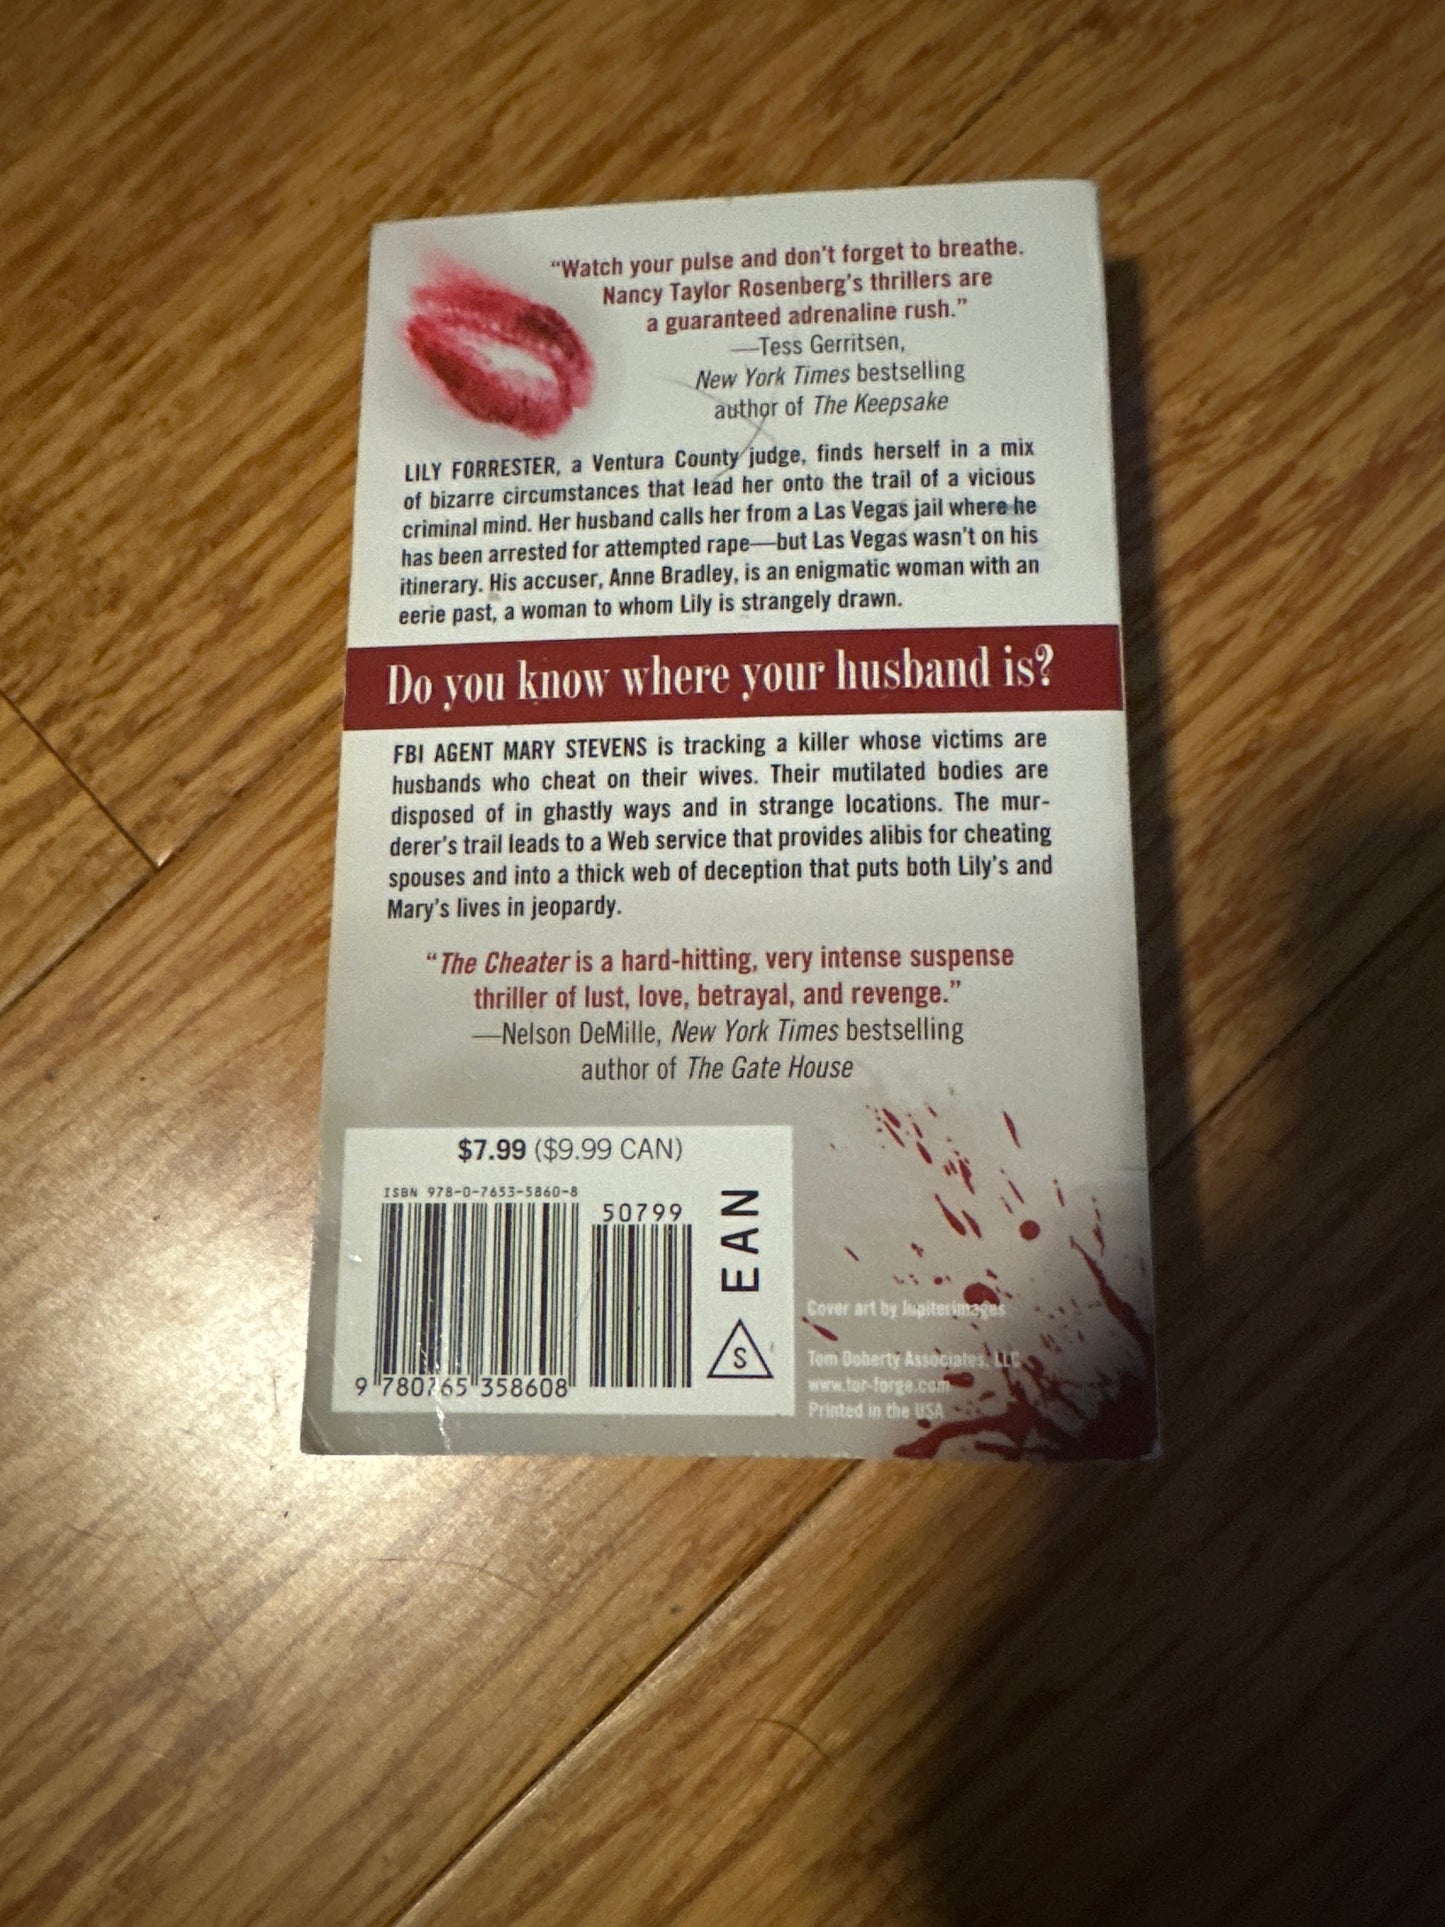 “Watch your pulse and don’t forget to breathe.
Nancy Taylor Rosenberg’s thrillers are
a guaranteed adrenaline rush.”
—Tess Gerritsen,
New York Times bestselling
author of The Keepsake
LILY FORRESTER, a Ventura County judge, finds herself in a mix
of bizarre circumstances that lead her onto the trail of a vicious
criminal mind. Her husband calls her from a Las Vegas jail where he
has been arrested for attempted rape—but Las Vegas wasn’t on his
itinerary. His accuser, Anne Bradley, is an enigmatic woman with an
eerie past, a woman to whom Lily is strangely drawn.
Do you know where your husband is?
FBI AGENT MARY STEVENS is tracking a killer whose victims are
husbands who cheat on their wives. Their mutilated bodies are
disposed of in ghastly ways and in strange locations. The mur-
derer’s trail leads to a Web service that provides alibis for cheating
spouses and into a thick web of deception that puts both Lily’s and
Mary’s lives in jeopardy.
“The Cheater is a hard-hitting, very intense suspense
thriller of lust, love, betrayal, and revenge.”
—Nelson DeMille, New York Times bestselling
author of The Gate House
$7.99 ($9.99 CAN)
ISBN 978-0-7653-5860-8
50799
9 780765 358608
EAN
S
Cover art by Jupiterimages
Tom Doherty Associates, LLC
www.tor-forge.com
Printed in the USA